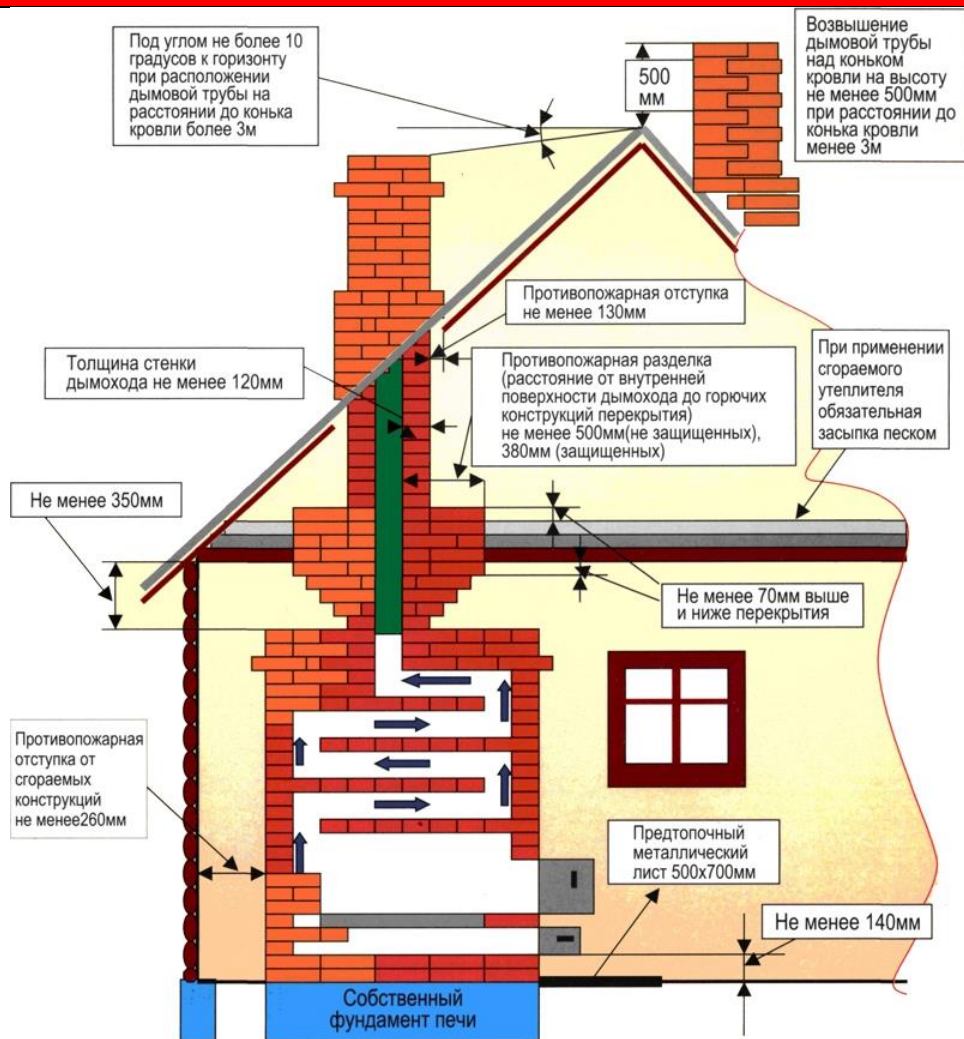 Под углом не более 10
градусов к горизонту
при расположении
дымовой трубы на
расстоянии до конька
кровли более 3м
500
мм
Возвышение
дымовой трубы
над коньком
кровли на высоту
не менее 500мм
при расстоянии до
конька кровли
менее 3м
Противопожарная отступка
не менее 130мм
Толщина стенки
дымохода не менее 120мм
Противопожарная разделка
(расстояние от внутренней
поверхности дымохода до горючих
конструкций перекрытия)
не менее 500мм(не защищенных),
380мм (защищенных)
При применении
сгораемого
утеплителя
обязательная
засыпка песком
Не менее 350мм
Не менее 70мм выше
и ниже перекрытия
Противопожарная
отступка от
сгораемых
конструкций
не менее260мм
Предтопочный
металлический
лист 500х700мм
Не менее 140мм
Собственный
фундамент печи